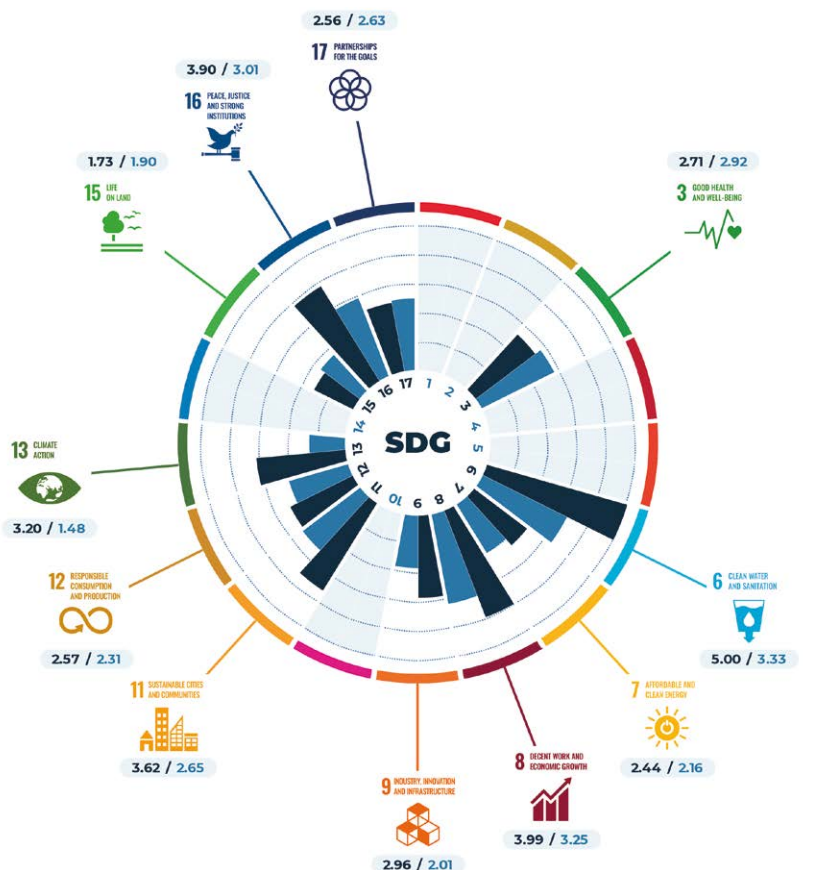 2.56 / 2.63
17 PARTNERSHIPS
FOR THE GOALS
3.90 / 3.01
16 PEACE, JUSTICE
AND STRONG
INSTITUTIONS
1.73 / 1.90
15 LIFE
ON LAND
2.71 / 2.92
3 GOOD HEALTH
AND WELL-BEING
SDG
1
2
3
4
5
6
7
8
9
10
11
12
13
14
15
16
17
13 CLIMATE
ACTION
3.20 / 1.48
12 RESPONSIBLE
CONSUMPTION
AND PRODUCTION
2.57 / 2.31
11 SUSTAINABLE CITIES
AND COMMUNITIES
3.62 / 2.65
9 INDUSTRY, INNOVATION
AND INFRASTRUCTURE
2.96 / 2.01
8 DECENT WORK AND
ECONOMIC GROWTH
3.99 / 3.25
7 AFFORDABLE AND
CLEAN ENERGY
2.44 / 2.16
6 CLEAN WATER
AND SANITATION
5.00 / 3.33